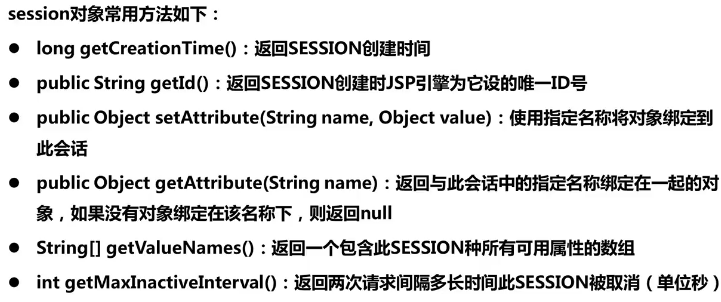 session对象常用方法如下：
● long getCreationTime()：返回SESSION创建时间
● public String getId()：返回SESSION创建时JSP引擎为它设的唯一ID号
● public Object setAttribute(String name, Object value)：使用指定名称将对象绑定到
此会话
● public Object getAttribute(String name)：返回与此会话中的指定名称绑定在一起的对
象，如果没有对象绑定在该名称下，则返回null
● String[] getValueNames()：返回一个包含此SESSION种所有可用属性的数组
● int getMaxInactiveInterval()：返回两次请求间隔多长时间此SESSION被取消（单位秒）